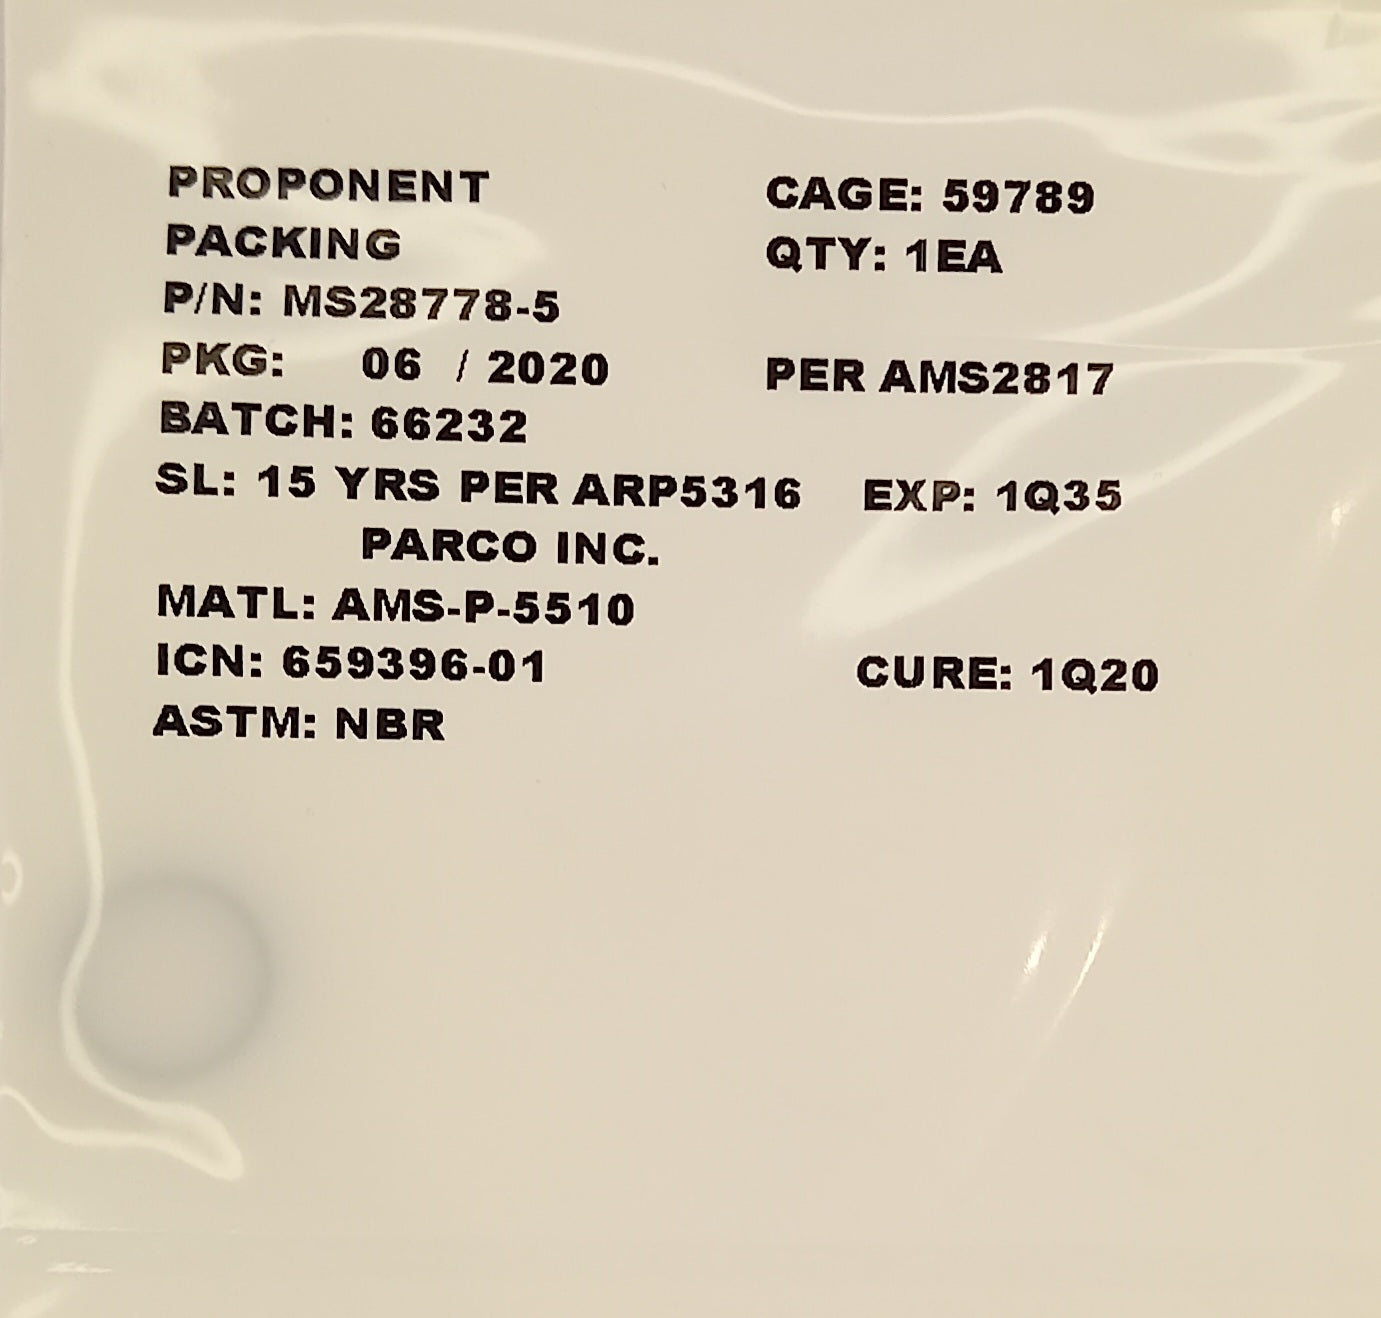 PROPONENT CAGE: 59789
PACKING QTY: 1EA
P/N: MS28778-5
PKG: 06 / 2020 PER AMS2817
BATCH: 66232
SL: 15 YRS PER ARP5316 EXP: 1Q35
PARCO INC.
MATL: AMS-P-5510
ICN: 659396-01 CURE: 1Q20
ASTM: NBR